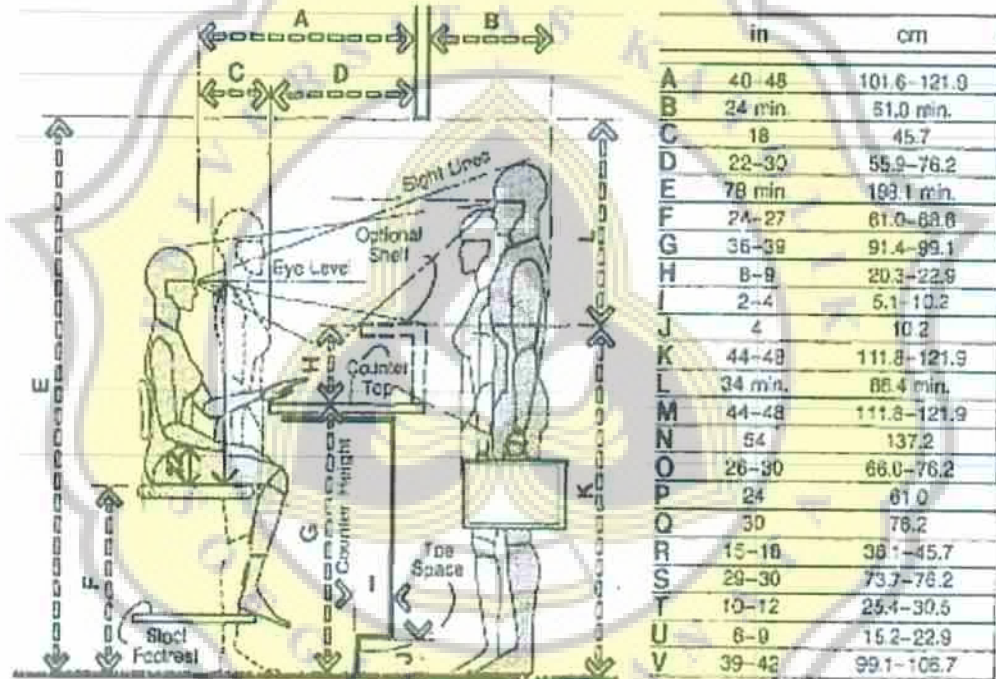 A
B
C
D
Sight Lines
Optional
Shelf
Eye Level
E
H
Counter
Top
L
N
G
Counter Height
K
F
I
Toe
Space
J
Stool
Footrest
in cm
A 40-48 101.6-121.9
B 24 min. 61.0 min.
C 18 45.7
D 22-30 55.9-76.2
E 78 min. 198.1 min.
F 24-27 61.0-68.6
G 36-39 91.4-99.1
H 8-9 20.3-22.9
I 2-4 5.1-10.2
J 4 10.2
K 44-48 111.8-121.9
L 34 min. 86.4 min.
M 44-48 111.8-121.9
N 54 137.2
O 26-30 66.0-76.2
P 24 61.0
Q 30 76.2
R 15-18 38.1-45.7
S 29-30 73.7-76.2
T 10-12 25.4-30.5
U 6-9 15.2-22.9
V 39-42 99.1-106.7